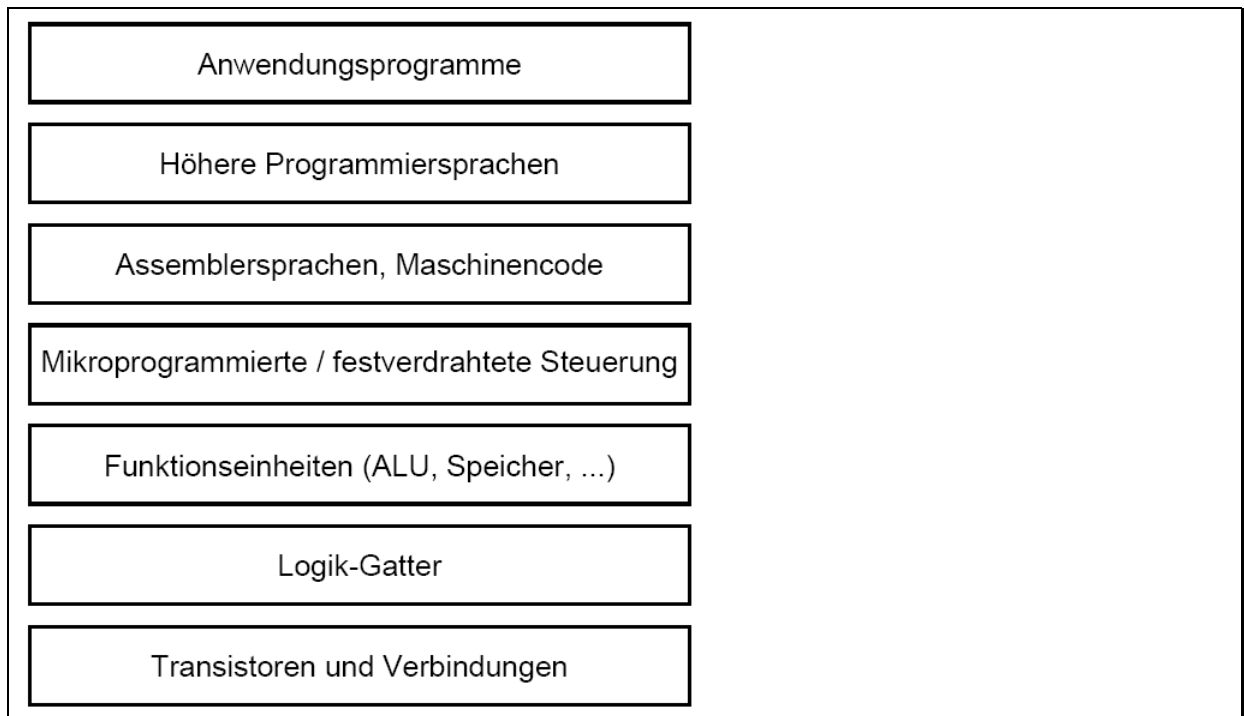 Anwendungsprogramme
Höhere Programmiersprachen
Assemblersprachen, Maschinencode
Mikroprogrammierte / festverdrahtete Steuerung
Funktionseinheiten (ALU, Speicher, ...)
Logik-Gatter
Transistoren und Verbindungen